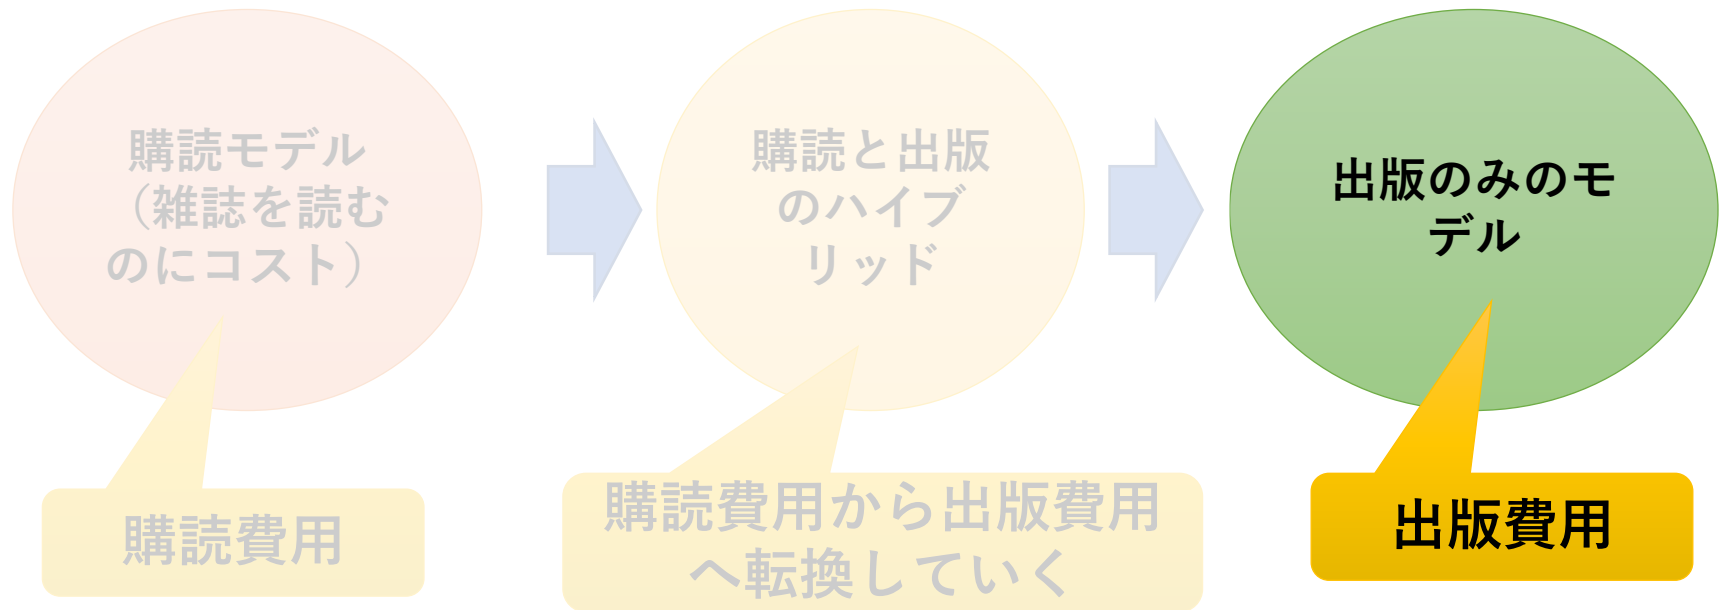 購読モデル
（雑誌を読む
のにコスト）
購読費用
購読と出版
のハイブ
リッド
購読費用から出版費用
へ転換していく
出版のみのモ
デル
出版費用